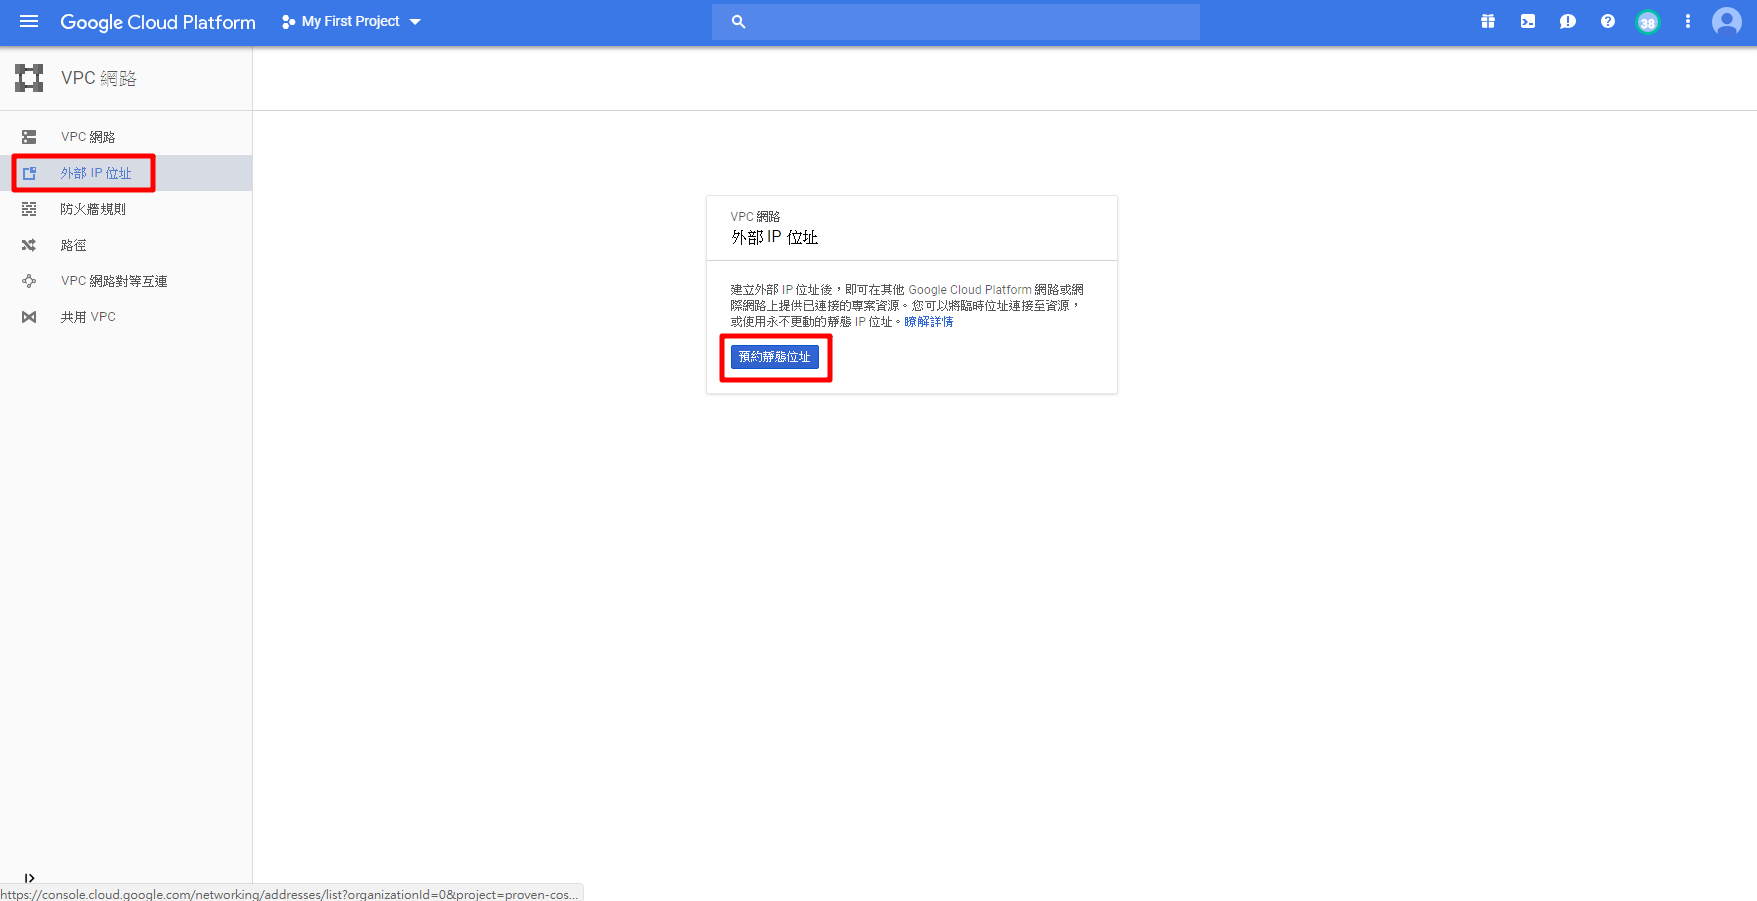 Google Cloud Platform
My First Project
38
VPC 網路
VPC 網路
外部 IP 位址
防火牆規則
路徑
VPC 網路對等互連
共用 VPC
VPC 網路
外部 IP 位址
建立外部 IP 位址後，即可在其他 Google Cloud Platform 網路或網
際網路上提供已連接的專案資源。您可以將臨時位址連接至資源，
或使用永不更動的靜態 IP 位址。瞭解詳情
預約靜態位址
https://console.cloud.google.com/networking/addresses/list?organizationId=0&project=proven-cos...